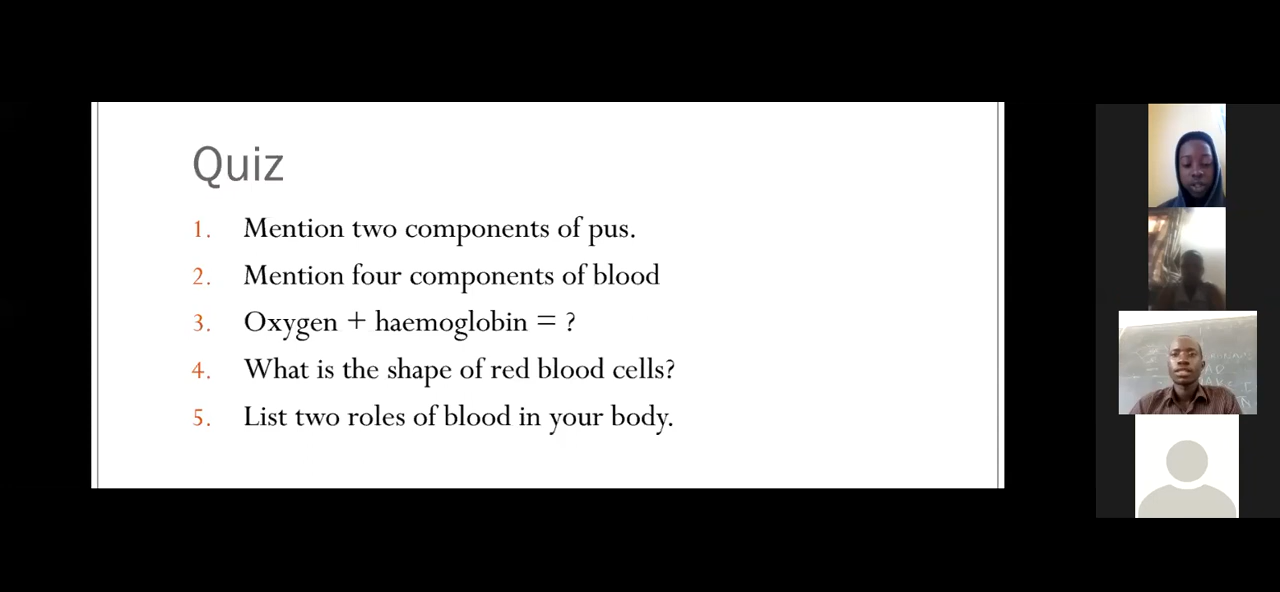 Quiz
1. Mention two components of pus.
2. Mention four components of blood
3. Oxygen + haemoglobin = ?
4. What is the shape of red blood cells?
5. List two roles of blood in your body.